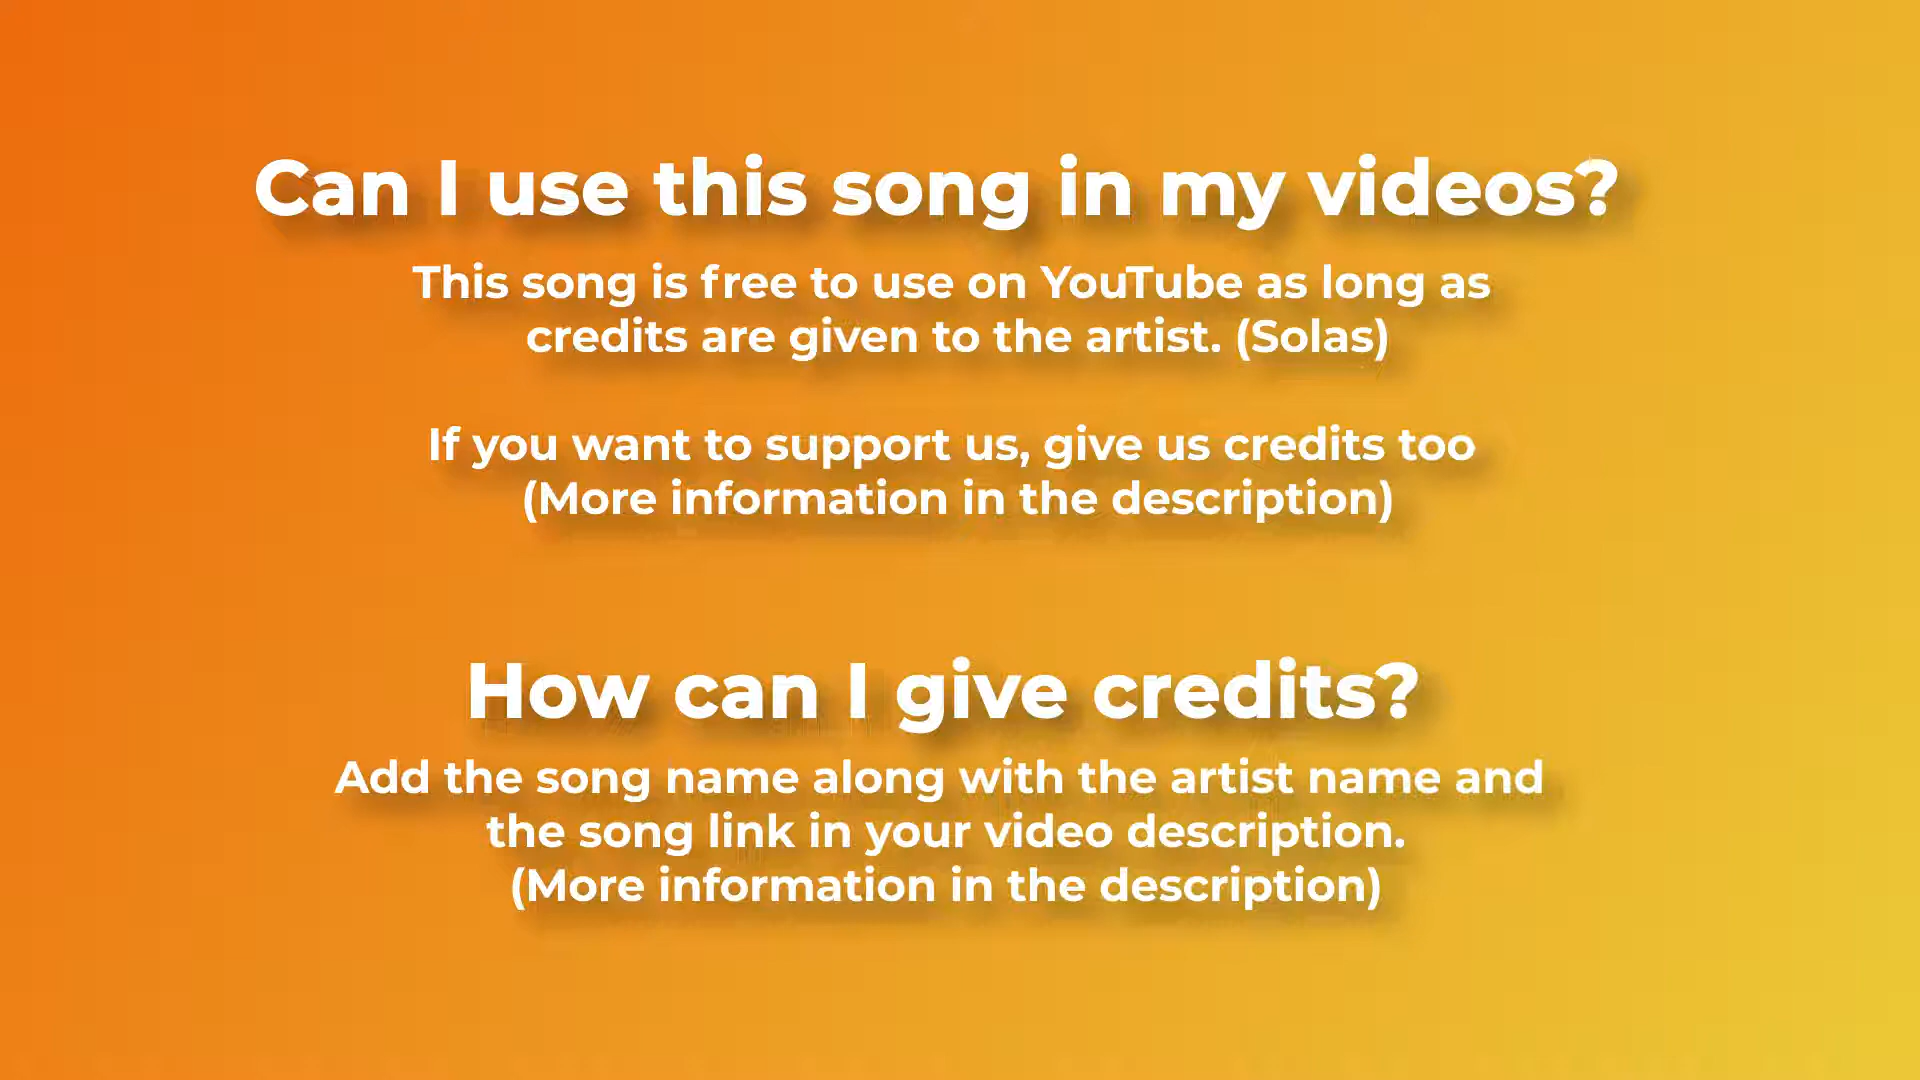 Can I use this song in my videos?
This song is free to use on YouTube as long as
credits are given to the artist. (Solas)
If you want to support us, give us credits too
(More information in the description)
How can I give credits?
Add the song name along with the artist name and
the song link in your video description.
(More information in the description)